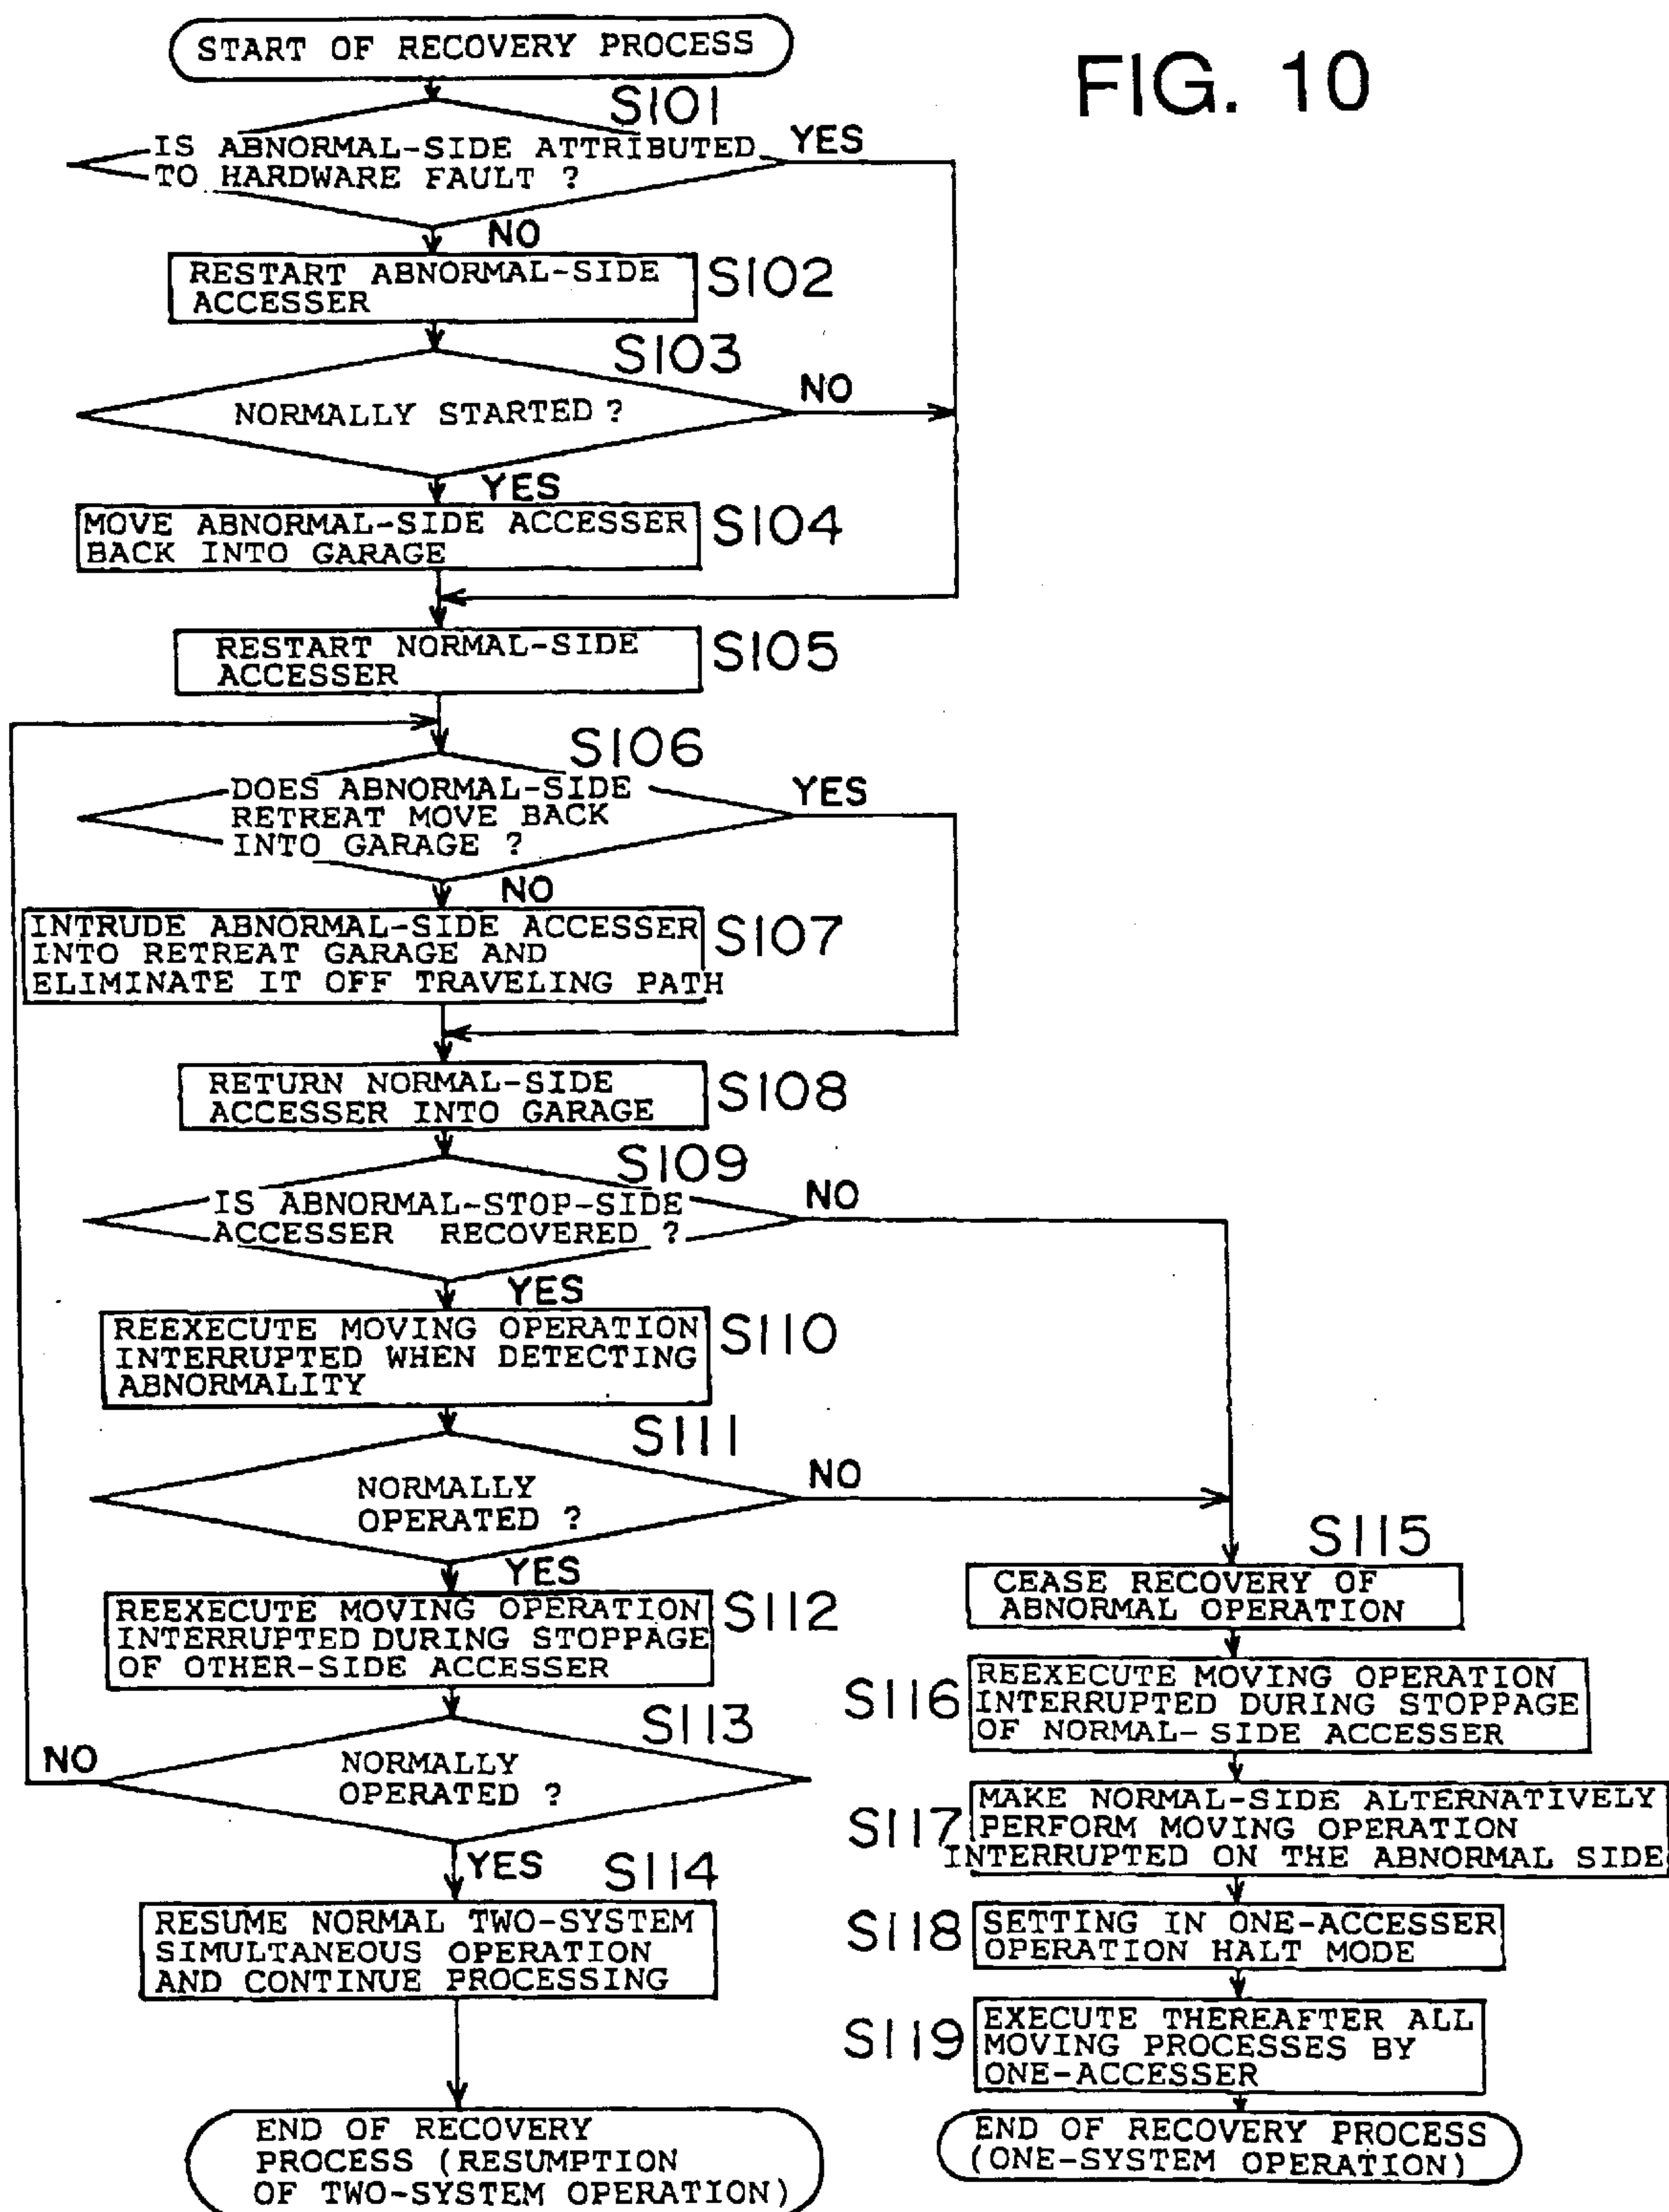 FIG. 10
START OF RECOVERY PROCESS
S101
IS ABNORMAL-SIDE ATTRIBUTED
TO HARDWARE FAULT ?
YES
NO
RESTART ABNORMAL-SIDE
ACCESSER
S102
S103
NORMALLY STARTED ?
NO
YES
MOVE ABNORMAL-SIDE ACCESSER
BACK INTO GARAGE
S104
RESTART NORMAL-SIDE
ACCESSER
S105
S106
DOES ABNORMAL-SIDE
RETREAT MOVE BACK
INTO GARAGE ?
YES
NO
INTRUDE ABNORMAL-SIDE ACCESSER
INTO RETREAT GARAGE AND
ELIMINATE IT OFF TRAVELING PATH
S107
RETURN NORMAL-SIDE
ACCESSER INTO GARAGE
S108
S109
IS ABNORMAL-STOP-SIDE
ACCESSER RECOVERED ?
NO
YES
REEXECUTE MOVING OPERATION
INTERRUPTED WHEN DETECTING
ABNORMALITY
S110
S111
NORMALLY
OPERATED ?
NO
YES
REEXECUTE MOVING OPERATION
INTERRUPTED DURING STOPPAGE
OF OTHER-SIDE ACCESSER
S112
S113
NORMALLY
OPERATED ?
NO
YES
S114
RESUME NORMAL TWO-SYSTEM
SIMULTANEOUS OPERATION
AND CONTINUE PROCESSING
END OF RECOVERY
PROCESS (RESUMPTION
OF TWO-SYSTEM OPERATION)
S115
CEASE RECOVERY OF
ABNORMAL OPERATION
S116
REEXECUTE MOVING OPERATION
INTERRUPTED DURING STOPPAGE
OF NORMAL-SIDE ACCESSER
S117
MAKE NORMAL-SIDE ALTERNATIVELY
PERFORM MOVING OPERATION
INTERRUPTED ON THE ABNORMAL SIDE
S118
SETTING IN ONE-ACCESSER
OPERATION HALT MODE
S119
EXECUTE THEREAFTER ALL
MOVING PROCESSES BY
ONE-ACCESSER
END OF RECOVERY PROCESS
(ONE-SYSTEM OPERATION)